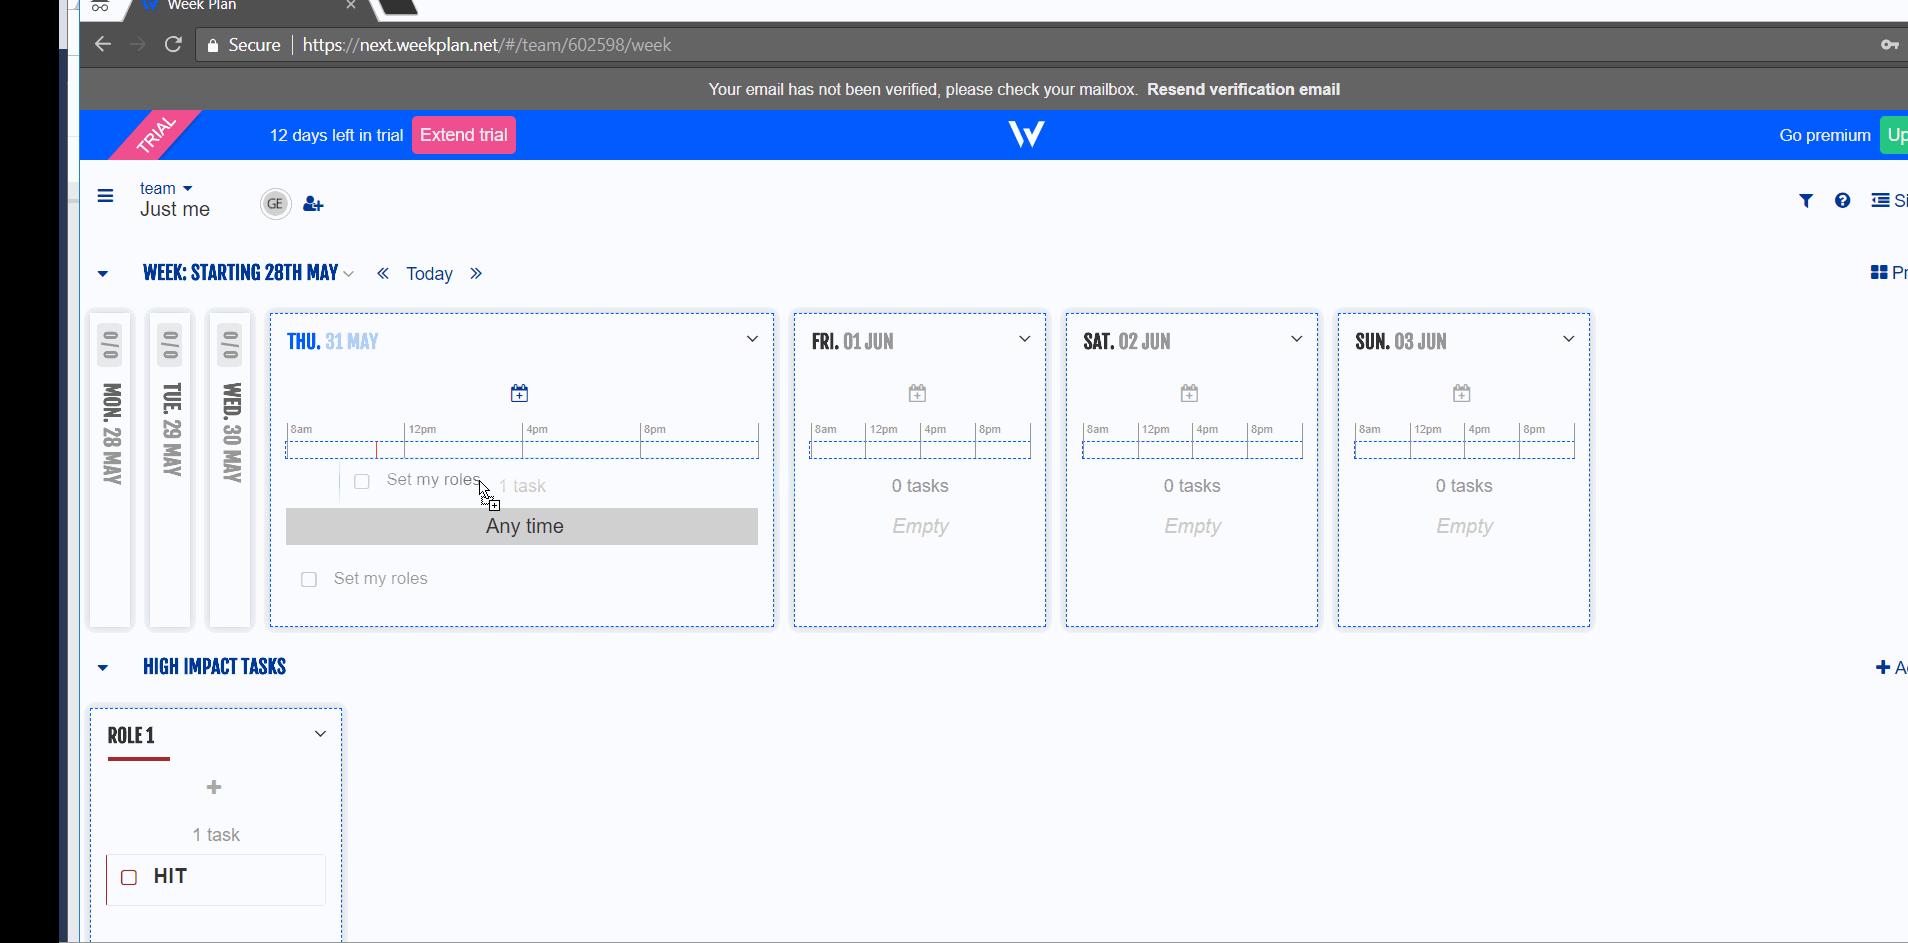 Week Plan
Secure https://next.weekplan.net/#/team/602598/week
Your email has not been verified, please check your mailbox. Resend verification email
TRIAL
12 days left in trial Extend trial
Go premium Up
team
Just me
GE
Si
WEEK: STARTING 28TH MAY « Today »
Pr
0/0 MON. 28 MAY
0/0 TUE. 29 MAY
0/0 WED. 30 MAY
THU. 31 MAY
8am 12pm 4pm 8pm
Set my roles 1 task
Any time
Set my roles
FRI. 01 JUN
8am 12pm 4pm 8pm
0 tasks
Empty
SAT. 02 JUN
8am 12pm 4pm 8pm
0 tasks
Empty
SUN. 03 JUN
8am 12pm 4pm 8pm
0 tasks
Empty
HIGH IMPACT TASKS
ROLE 1
1 task
HIT